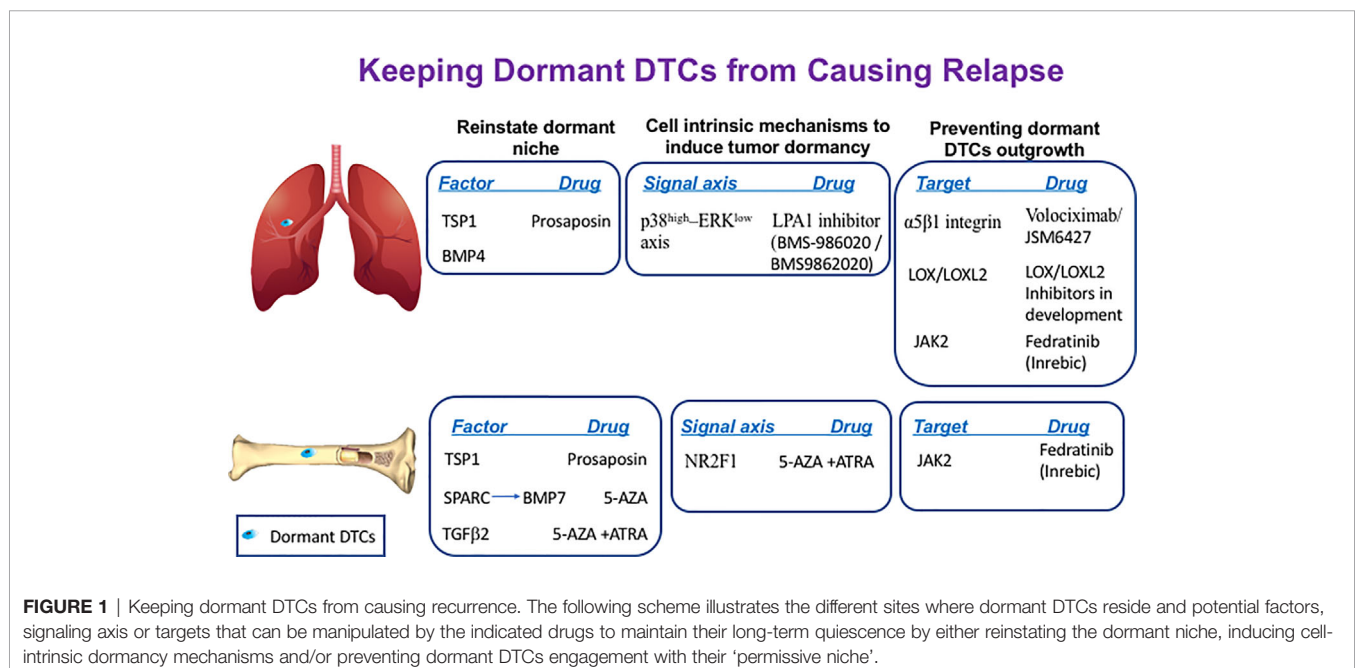 Keeping Dormant DTCs from Causing Relapse
Reinstate dormant
niche
Cell intrinsic mechanisms to
induce tumor dormancy
Preventing dormant
DTCs outgrowth
Factor Drug
TSP1 Prosaposin
BMP4
Signal axis Drug
p38high–ERKlow LPA1 inhibitor
axis (BMS-986020 /
BMS9862020)
Target Drug
α5β1 integrin Volociximab/
JSM6427
LOX/LOXL2 LOX/LOXL2
Inhibitors in
development
JAK2 Fedratinib
(Inrebic)
Factor Drug
TSP1 Prosaposin
SPARC → BMP7 5-AZA
TGFβ2 5-AZA +ATRA
Signal axis Drug
NR2F1 5-AZA +ATRA
Target Drug
JAK2 Fedratinib
(Inrebic)
Dormant DTCs
FIGURE 1 | Keeping dormant DTCs from causing recurrence. The following scheme illustrates the different sites where dormant DTCs reside and potential factors,
signaling axis or targets that can be manipulated by the indicated drugs to maintain their long-term quiescence by either reinstating the dormant niche, inducing cell-
intrinsic dormancy mechanisms and/or preventing dormant DTCs engagement with their ‘permissive niche’.